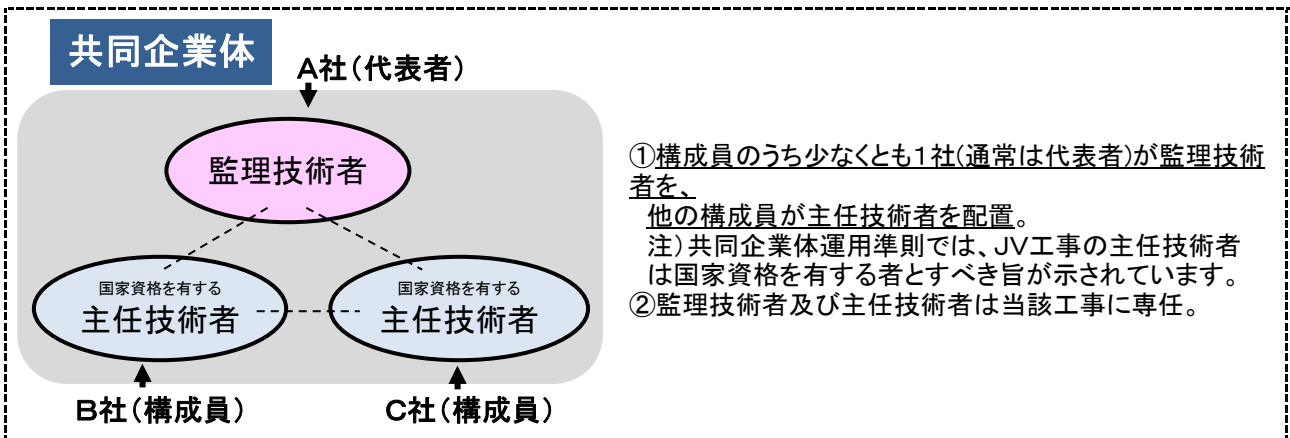 共同企業体
A社(代表者)
監理技術者
国家資格を有する
主任技術者
国家資格を有する
主任技術者
B社(構成員)
C社(構成員)
①構成員のうち少なくとも1社(通常は代表者)が監理技術
者を、
他の構成員が主任技術者を配置。
注)共同企業体運用準則では、JV工事の主任技術者
は国家資格を有する者とすべき旨が示されています。
②監理技術者及び主任技術者は当該工事に専任。